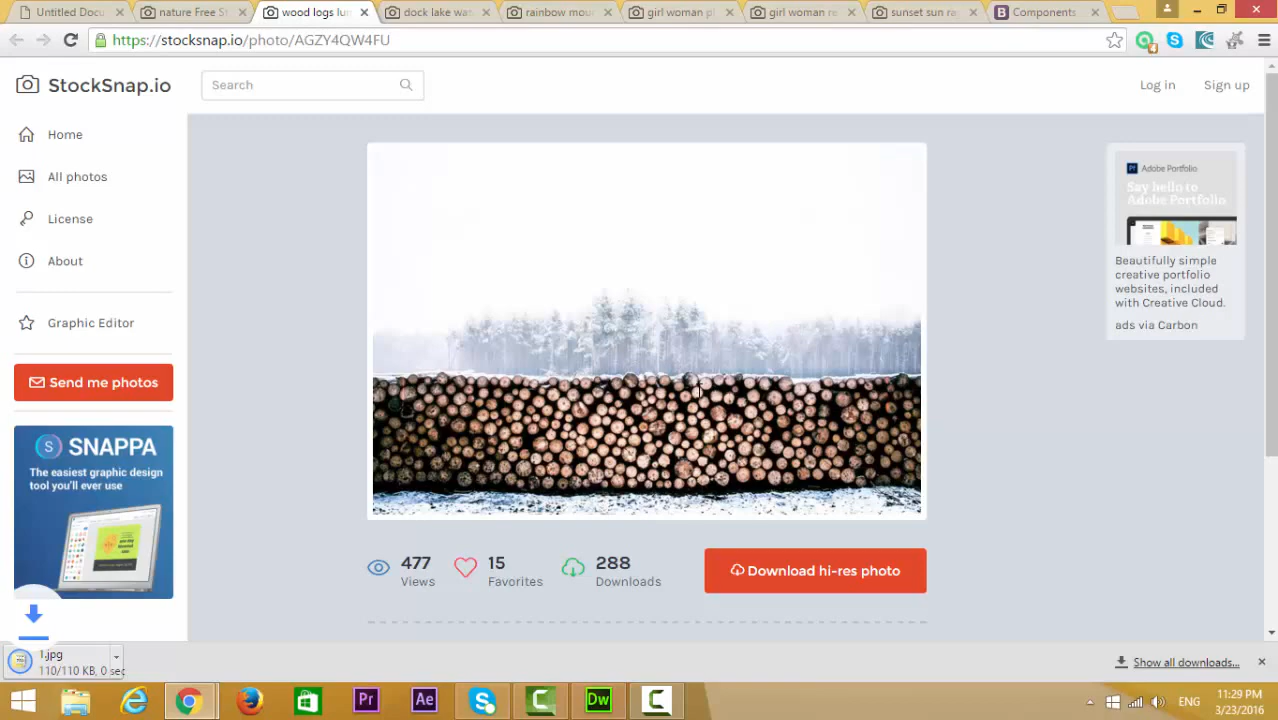 Untitled Docu
nature Free S
wood logs lun
dock lake wat
rainbow mou
girl woman p
girl woman re
sunset sun ra
Components
https://stocksnap.io/photo/AGZY4QW4FU
StockSnap.io
Search
Log in
Sign up
Home
All photos
License
About
Graphic Editor
Send me photos
S SNAPPA
The easiest graphic design
tool you'll ever use
Adobe Portfolio
Say hello to
Adobe Portfolio
Beautifully simple
creative portfolio
websites, included
with Creative Cloud.
ads via Carbon
477
Views
15
Favorites
288
Downloads
Download hi-res photo
1.jpg
110/110 KB, 0 sec
Show all downloads...
Pr
Ae
Dw
ENG
11:29 PM
3/23/2016